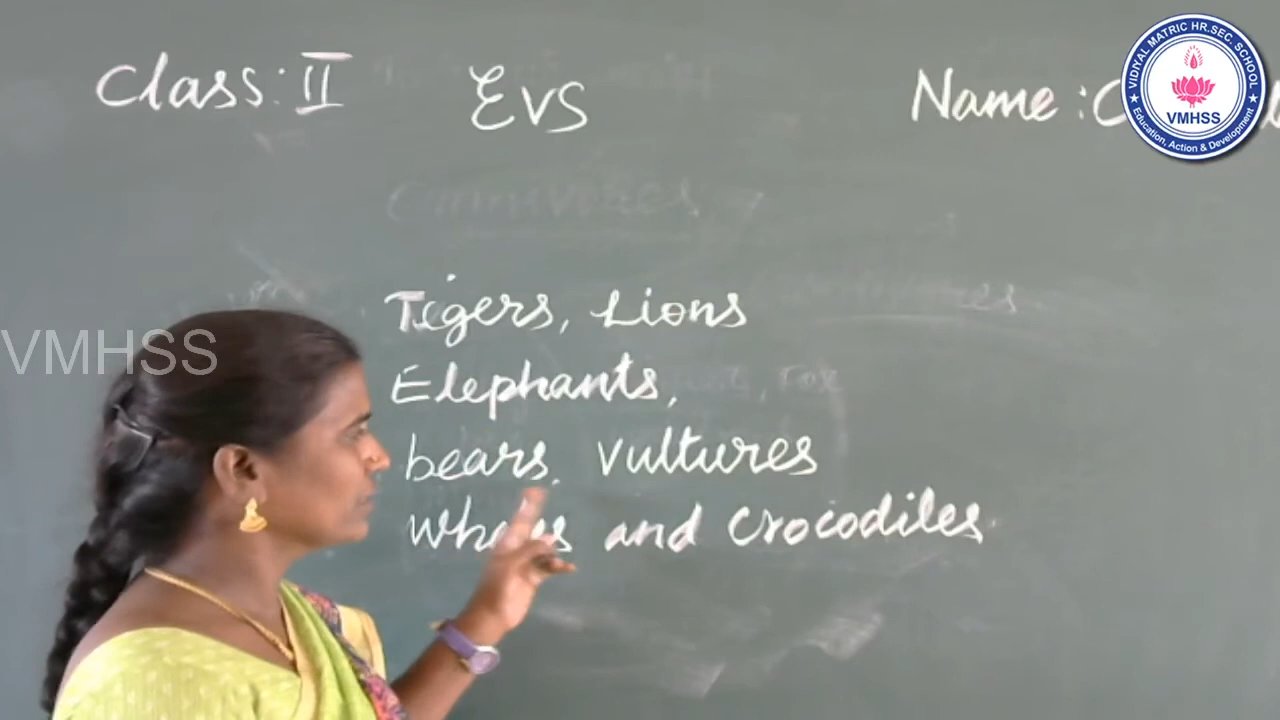 Class: II EVS Name :
VIDIYAL MATRIC HR.SEC. SCHOOL
VMHSS
Education, Action & Development
Tigers, Lions
VMHSS
Elephants,
bears, Vultures
Whales and Crocodiles.